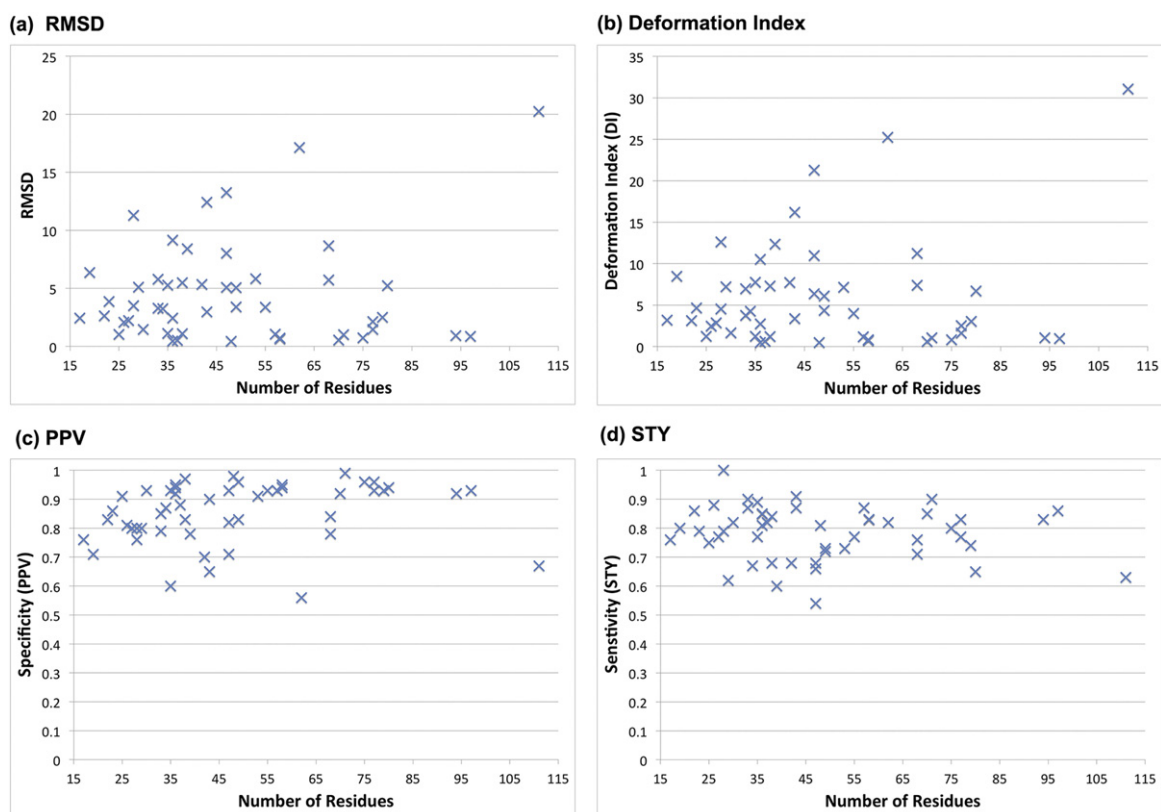 (a) RMSD
25
20
15
10
5
0
RMSD
15 25 35 45 55 65 75 85 95 105 115
Number of Residues
(b) Deformation Index
35
30
25
20
15
10
5
0
Deformation Index (DI)
15 25 35 45 55 65 75 85 95 105 115
Number of Residues
(c) PPV
1
0.9
0.8
0.7
0.6
0.5
0.4
0.3
0.2
0.1
0
Specificity (PPV)
15 25 35 45 55 65 75 85 95 105 115
Number of Residues
(d) STY
1
0.9
0.8
0.7
0.6
0.5
0.4
0.3
0.2
0.1
0
Senstivity (STY)
15 25 35 45 55 65 75 85 95 105 115
Number of Residues